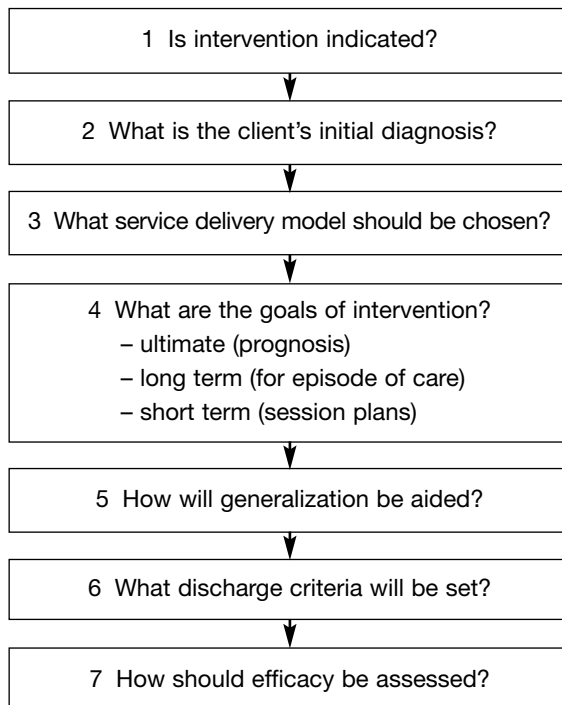 1 Is intervention indicated?
2 What is the client’s initial diagnosis?
3 What service delivery model should be chosen?
4 What are the goals of intervention?
– ultimate (prognosis)
– long term (for episode of care)
– short term (session plans)
5 How will generalization be aided?
6 What discharge criteria will be set?
7 How should efficacy be assessed?